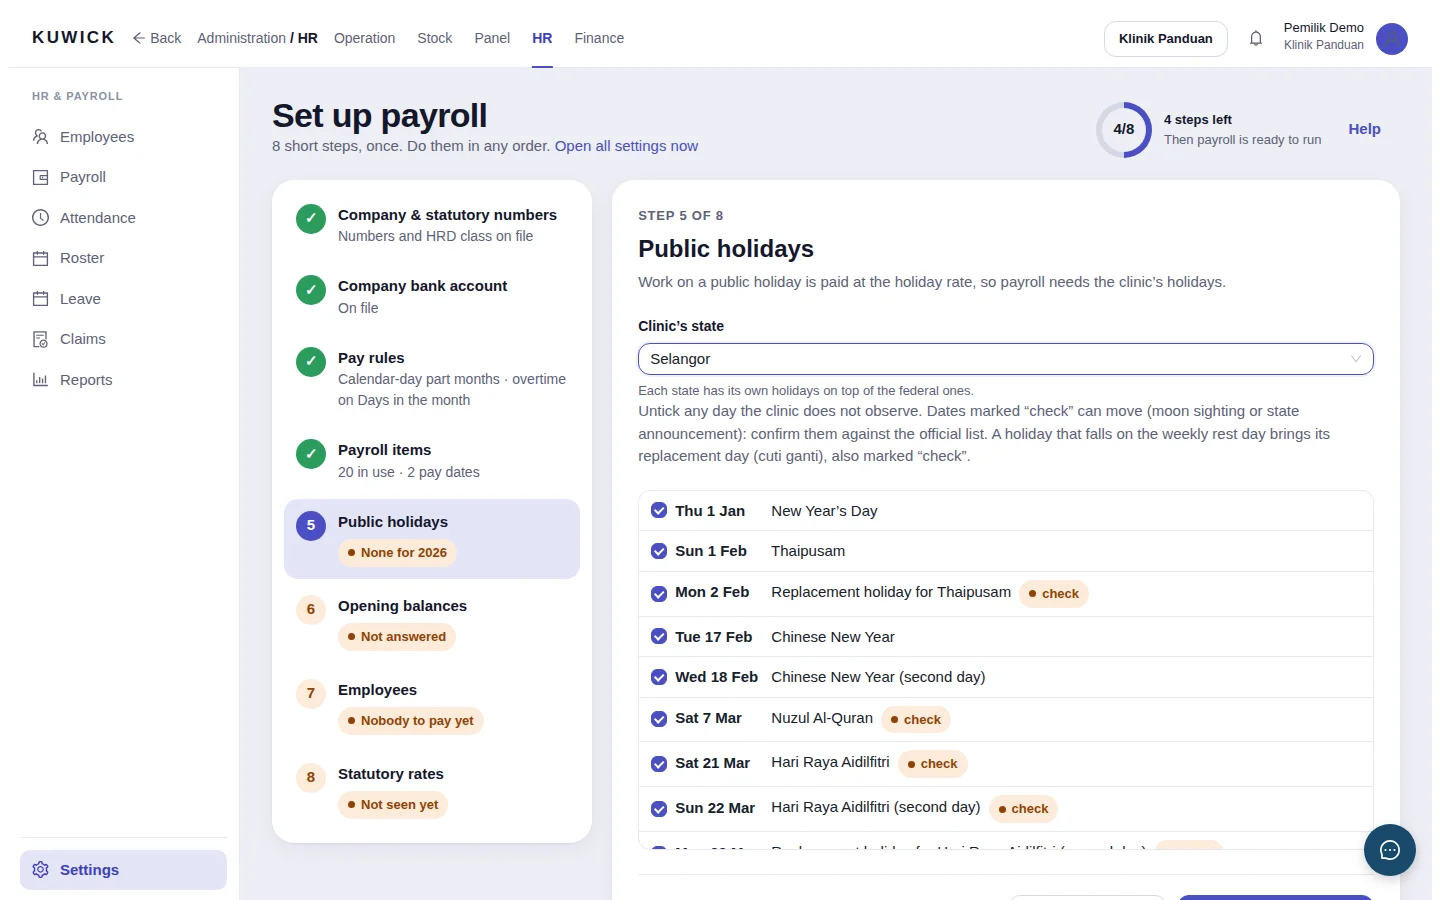 KUWICK
Back
Administration / HR
Operation
Stock
Panel
HR
Finance
Klinik Panduan
Pemilik Demo
Klinik Panduan
HR & PAYROLL
Employees
Payroll
Attendance
Roster
Leave
Claims
Reports
Settings
Set up payroll
8 short steps, once. Do them in any order. Open all settings now
4/8
4 steps left
Then payroll is ready to run
Help
Company & statutory numbers
Numbers and HRD class on file
Company bank account
On file
Pay rules
Calendar-day part months · overtime
on Days in the month
Payroll items
20 in use · 2 pay dates
5
Public holidays
None for 2026
6
Opening balances
Not answered
7
Employees
Nobody to pay yet
8
Statutory rates
Not seen yet
STEP 5 OF 8
Public holidays
Work on a public holiday is paid at the holiday rate, so payroll needs the clinic’s holidays.
Clinic’s state
Selangor
Each state has its own holidays on top of the federal ones.
Untick any day the clinic does not observe. Dates marked “check” can move (moon sighting or state
announcement): confirm them against the official list. A holiday that falls on the weekly rest day brings its
replacement day (cuti ganti), also marked “check”.
Thu 1 Jan New Year’s Day
Sun 1 Feb Thaipusam
Mon 2 Feb Replacement holiday for Thaipusam check
Tue 17 Feb Chinese New Year
Wed 18 Feb Chinese New Year (second day)
Sat 7 Mar Nuzul Al-Quran check
Sat 21 Mar Hari Raya Aidilfitri check
Sun 22 Mar Hari Raya Aidilfitri (second day) check